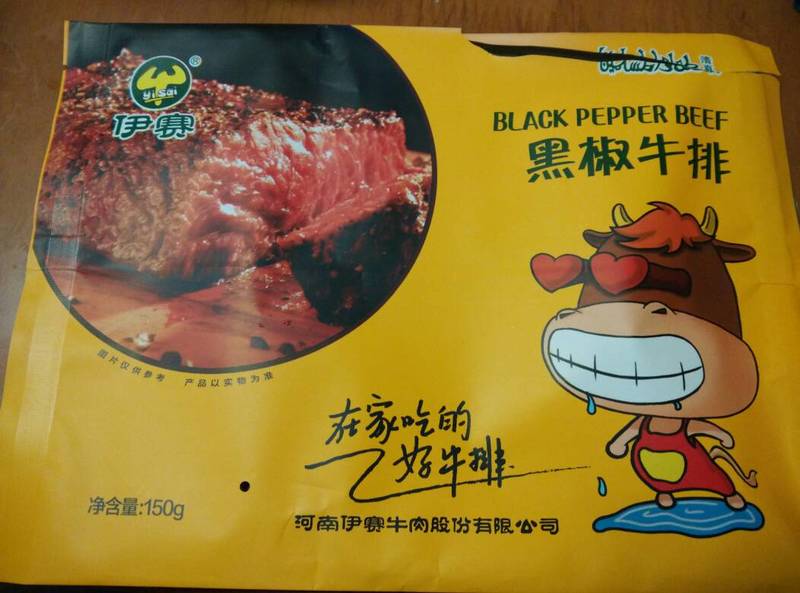 yisai
®
伊赛
清真
BLACK PEPPER BEEF
黑椒牛排
图片仅供参考 产品以实物为准
在家吃的
好牛排
净含量:150g
河南伊赛牛肉股份有限公司